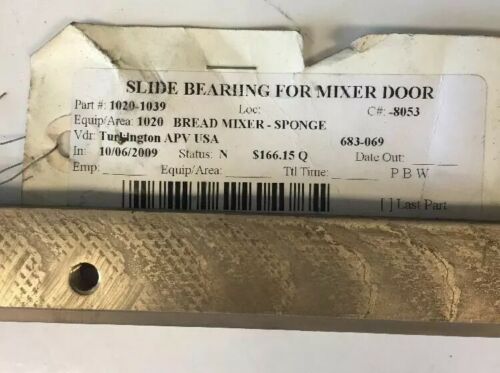 SLIDE BEARING FOR MIXER DOOR
Part #: 1020-1039 Loc: C#: -8053
Equip/Area: 1020 BREAD MIXER - SPONGE
Vdr: Turkington APV USA 683-069
In: 10/06/2009 Status: N $166.15 Q Date Out:
Emp: Equip/Area: Ttl Time: P B W
[ ] Last Part